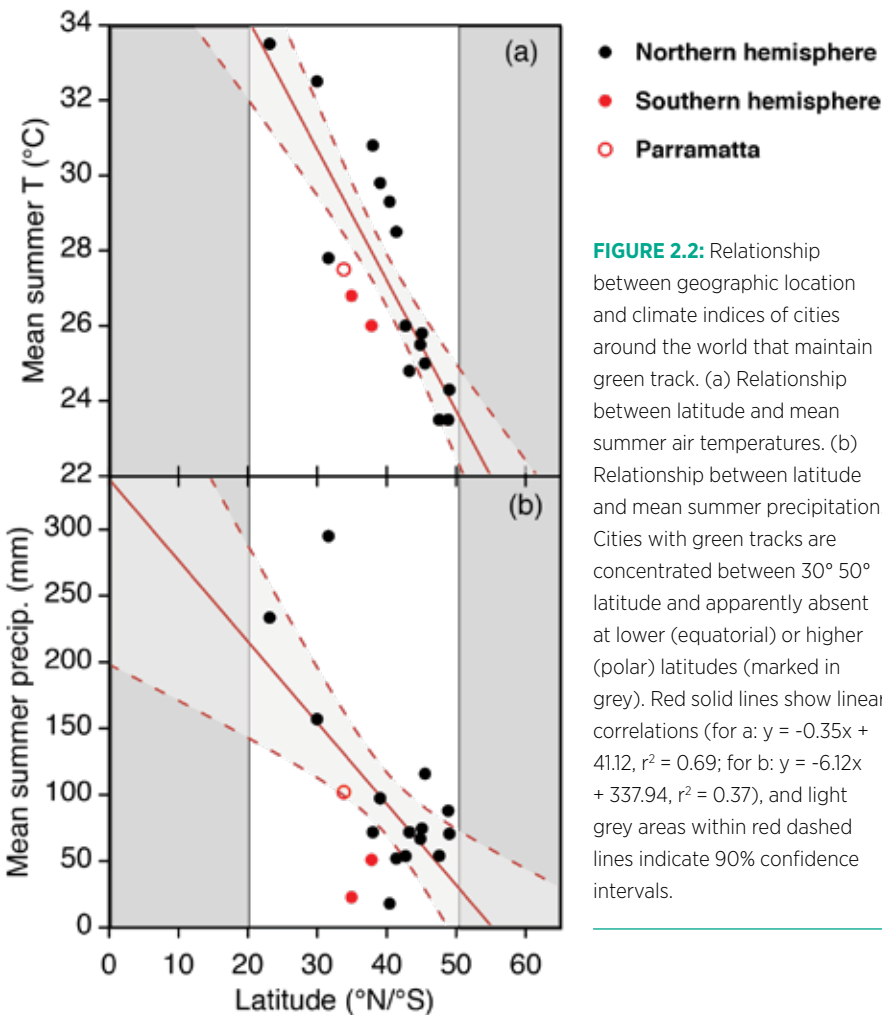 34
32
30
28
26
24
22
Mean summer T (°C)
(a)
300
250
200
150
100
50
0
Mean summer precip. (mm)
(b)
0
10
20
30
40
50
60
Latitude (°N/°S)
Northern hemisphere
Southern hemisphere
Parramatta
FIGURE 2.2: Relationship
between geographic location
and climate indices of cities
around the world that maintain
green track. (a) Relationship
between latitude and mean
summer air temperatures. (b)
Relationship between latitude
and mean summer precipitation
Cities with green tracks are
concentrated between 30° 50°
latitude and apparently absent
at lower (equatorial) or higher
(polar) latitudes (marked in
grey). Red solid lines show linear
correlations (for a: y = -0.35x +
41.12, r² = 0.69; for b: y = -6.12x
+ 337.94, r² = 0.37), and light
grey areas within red dashed
lines indicate 90% confidence
intervals.